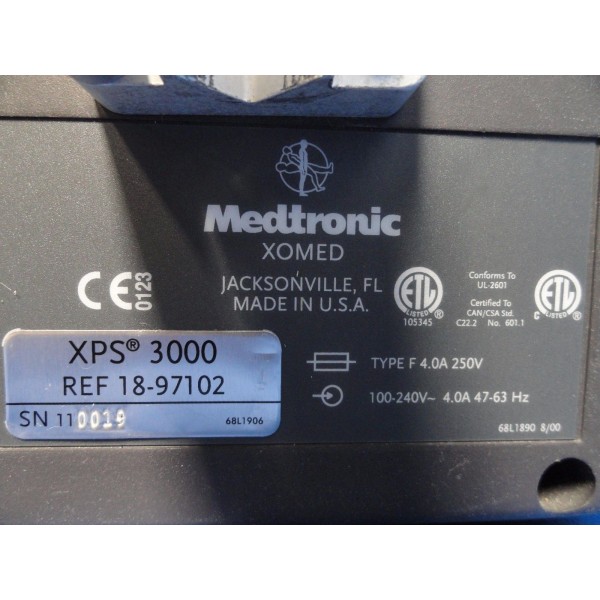 Medtronic
XOMED
JACKSONVILLE, FL
MADE IN U.S.A.
CE 0123
ETL
LISTED
105345
Conforms To
UL-2601
Certified To
CAN/CSA Std.
C22.2 No. 601.1
C ETL
LISTED
XPS® 3000
REF 18-97102
SN 110019
68L1906
TYPE F 4.0A 250V
100-240V~ 4.0A 47-63 Hz
68L1890 8/00